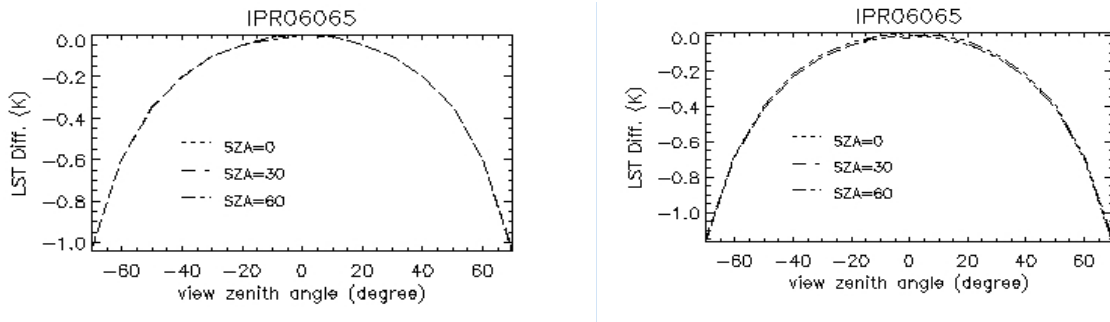 IPR06065
0.0
-0.2
-0.4
-0.6
-0.8
-1.0
LST Diff. (K)
SZA=0
SZA=30
SZA=60
-60 -40 -20 0 20 40 60
view zenith angle (degree)
IPR06065
0.0
-0.2
-0.4
-0.6
-0.8
-1.0
LST Diff. (K)
SZA=0
SZA=30
SZA=60
-60 -40 -20 0 20 40 60
view zenith angle (degree)